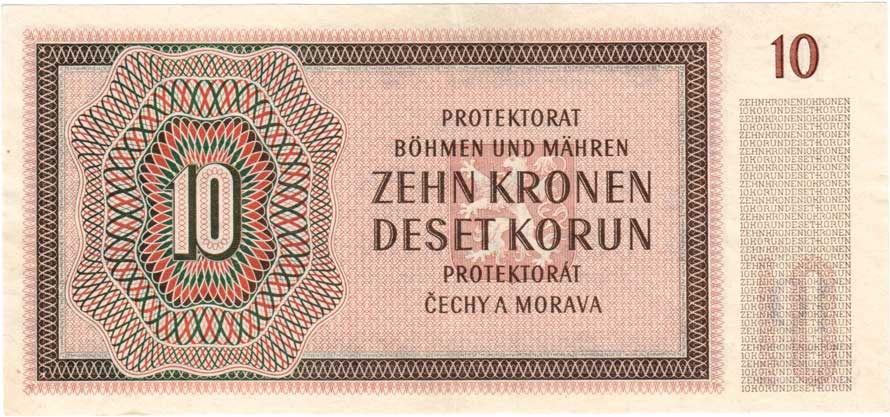 10
PROTEKTORAT
BÖHMEN UND MÄHREN
ZEHN KRONEN
DESET KORUN
PROTEKTORÁT
ČECHY A MORAVA
10
ZEHNKRONEN10KRONEN
10KORUNDESETKORUN